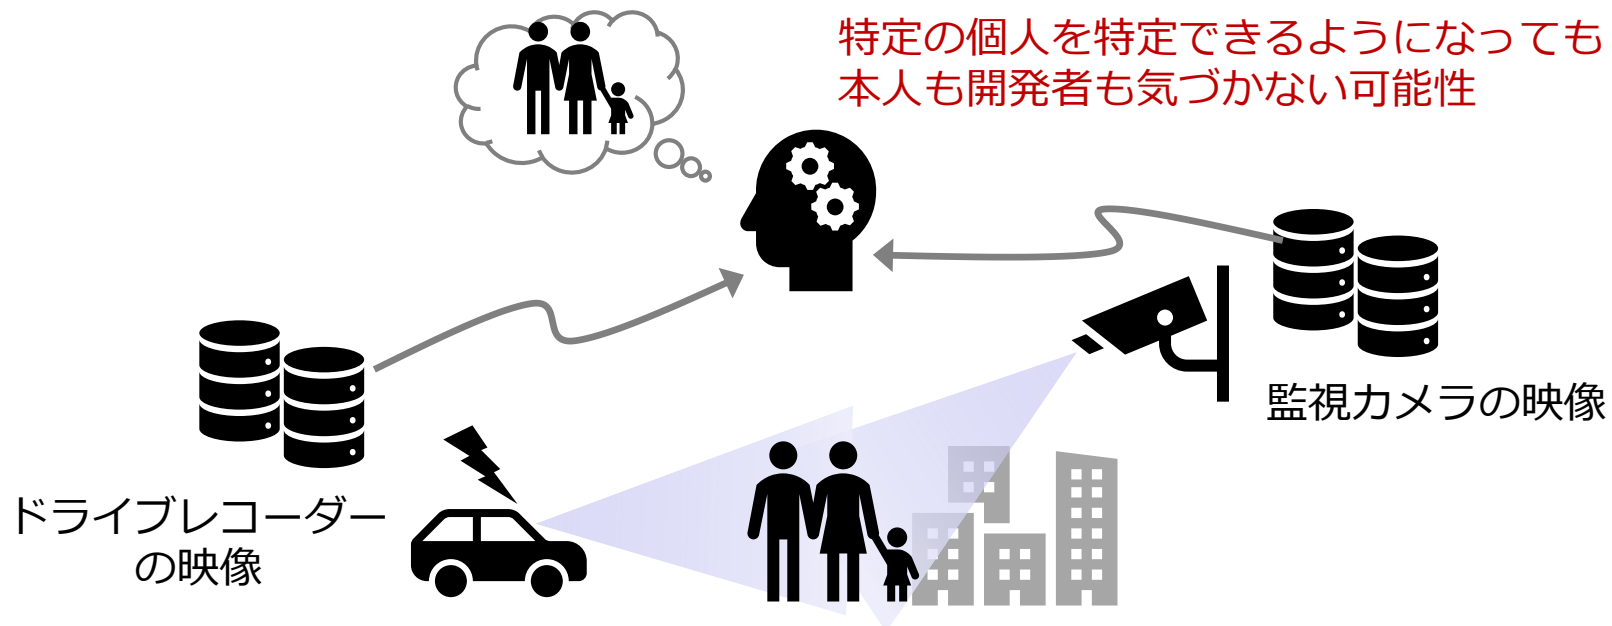 特定の個人を特定できるようになっても
本人も開発者も気づかない可能性
監視カメラの映像
ドライブレコーダー
の映像